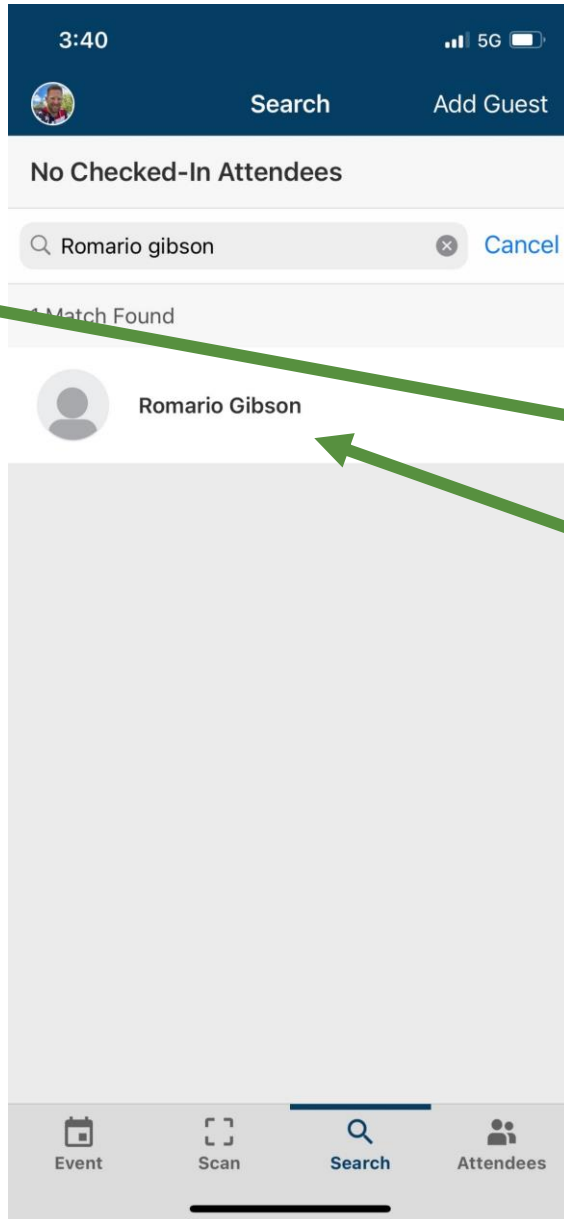 3:40 5G
Search Add Guest
No Checked-In Attendees
Romario gibson Cancel
Match Found
Romario Gibson
Event Scan Search Attendees